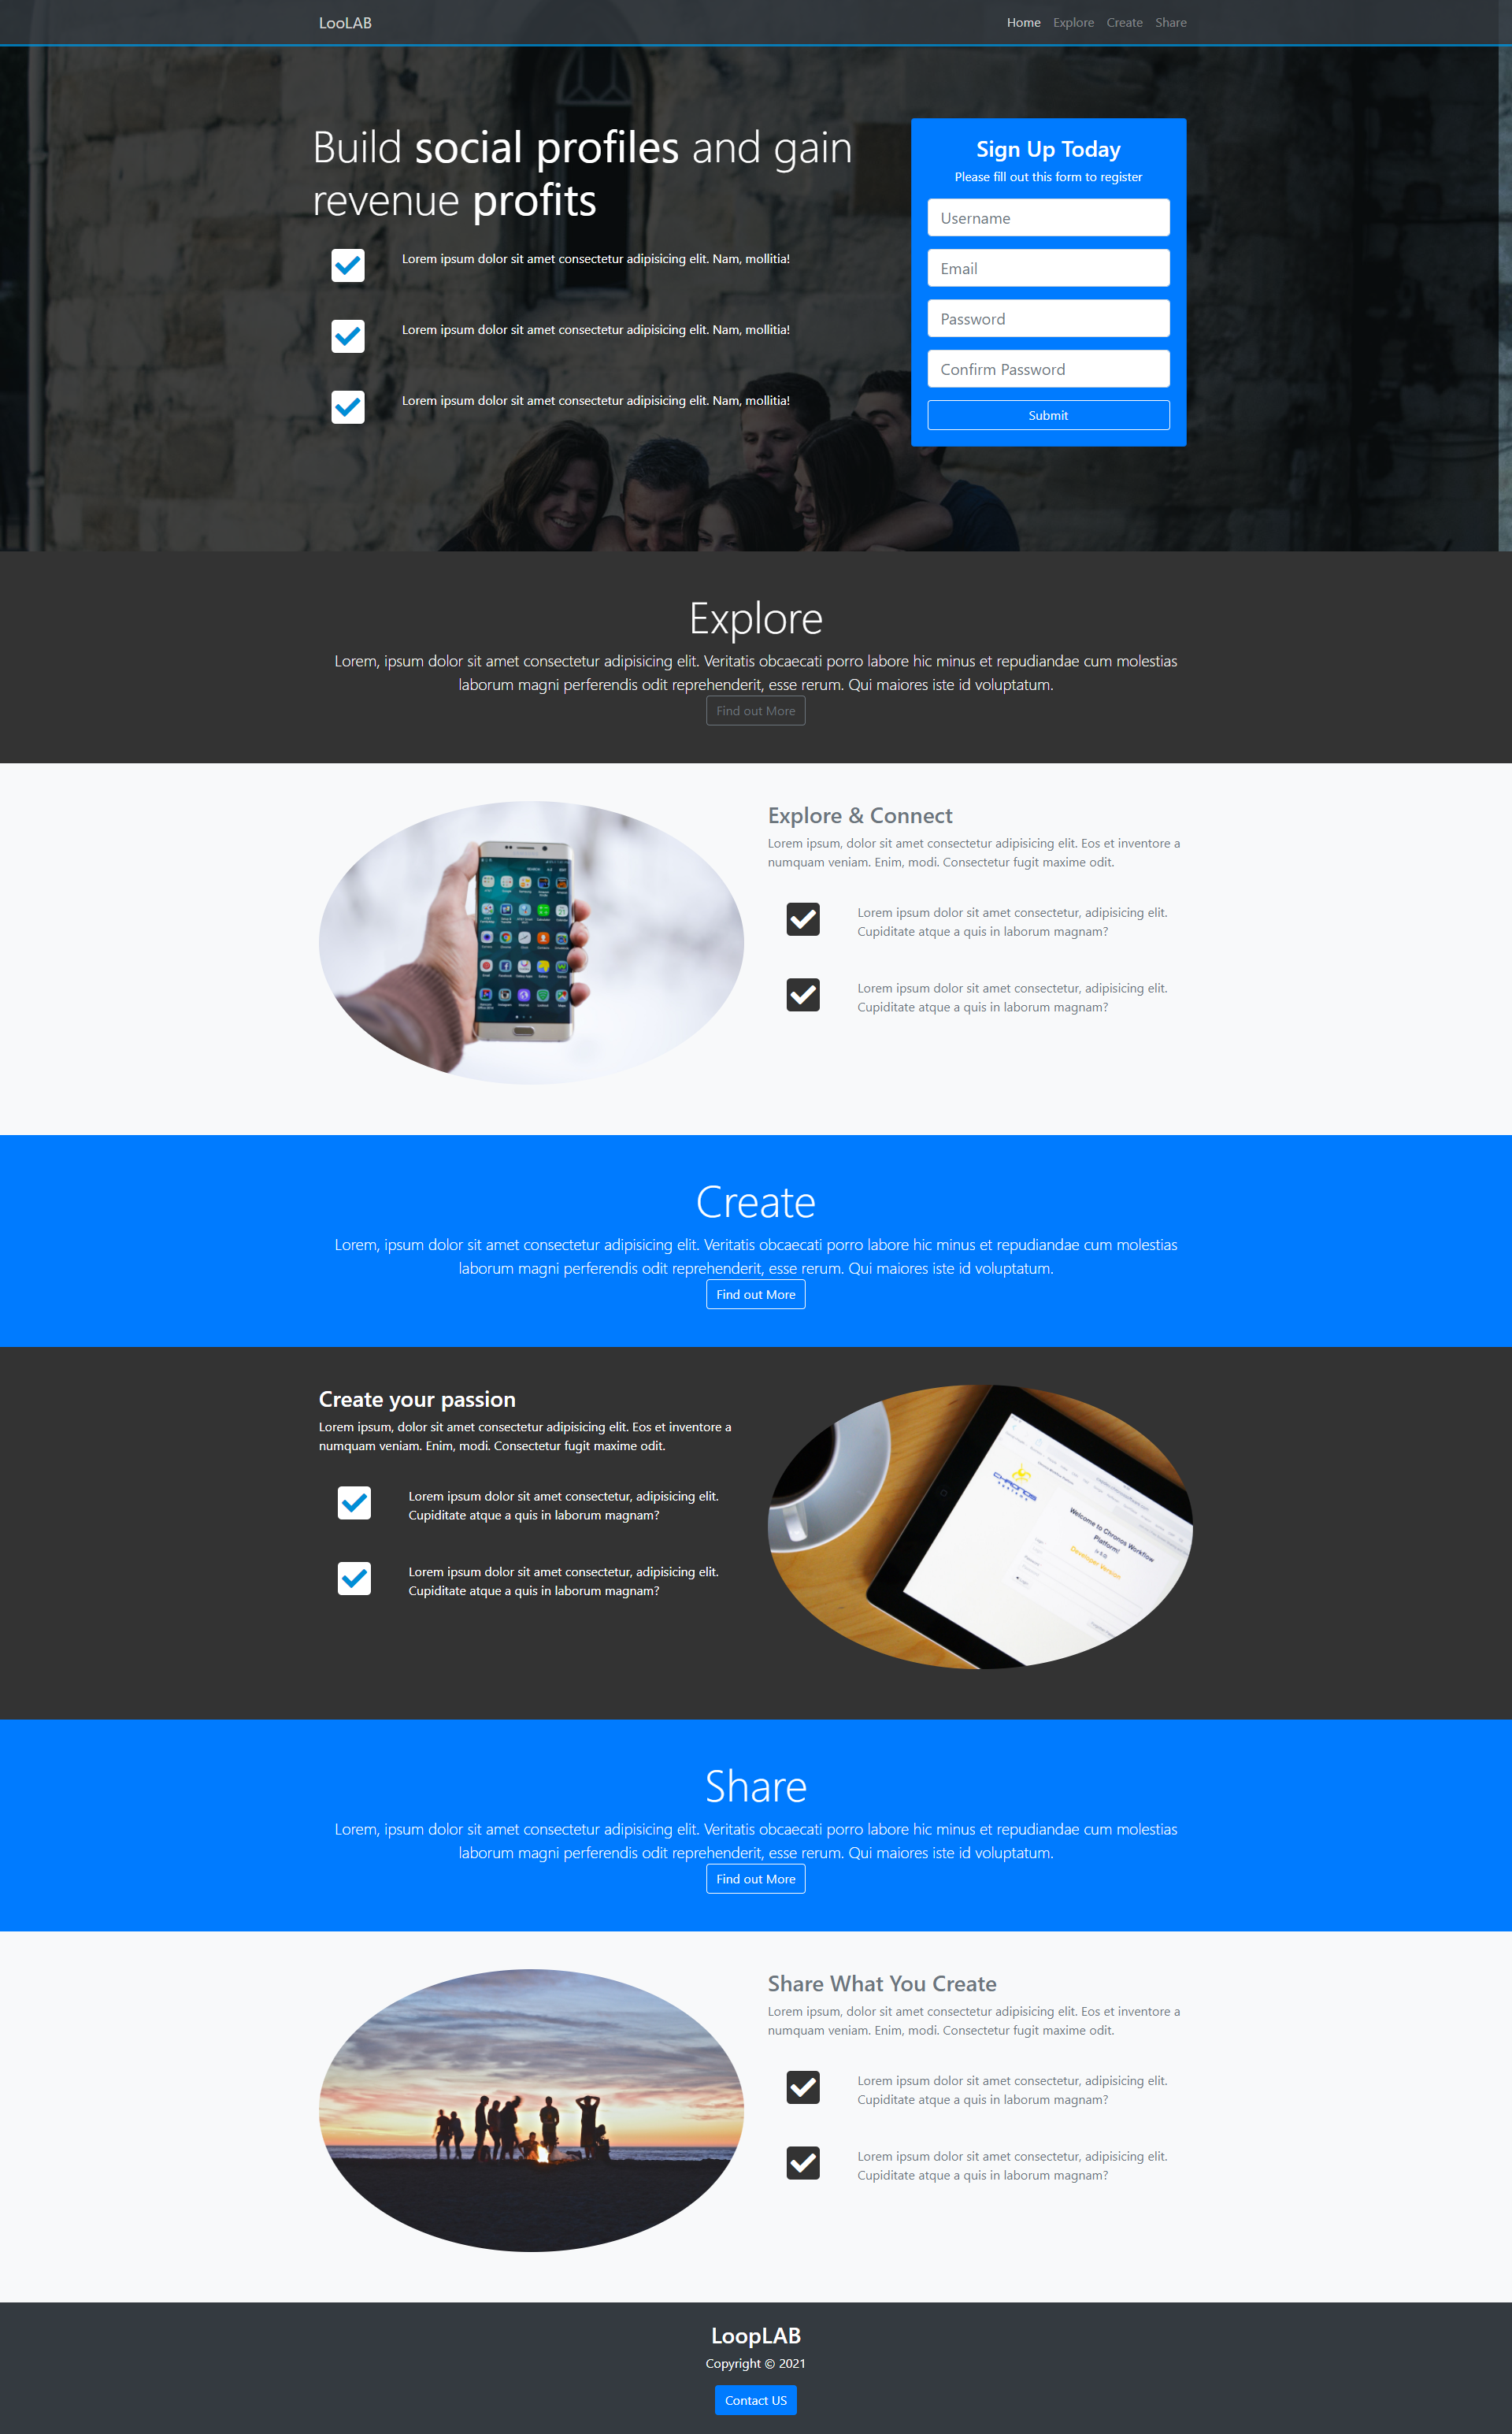 LooLAB
Home Explore Create Share
Build social profiles and gain
revenue profits
Lorem ipsum dolor sit amet consectetur adipisicing elit. Nam, mollitia!
Lorem ipsum dolor sit amet consectetur adipisicing elit. Nam, mollitia!
Lorem ipsum dolor sit amet consectetur adipisicing elit. Nam, mollitia!
Sign Up Today
Please fill out this form to register
Username
Email
Password
Confirm Password
Submit
Explore
Lorem, ipsum dolor sit amet consectetur adipisicing elit. Veritatis obcaecati porro labore hic minus et repudiandae cum molestias
laborum magni perferendis odit reprehenderit, esse rerum. Qui maiores iste id voluptatum.
Find out More
Explore & Connect
Lorem ipsum, dolor sit amet consectetur adipisicing elit. Eos et inventore a
numquam veniam. Enim, modi. Consectetur fugit maxime odit.
Lorem ipsum dolor sit amet consectetur, adipisicing elit.
Cupiditate atque a quis in laborum magnam?
Lorem ipsum dolor sit amet consectetur, adipisicing elit.
Cupiditate atque a quis in laborum magnam?
Create
Lorem, ipsum dolor sit amet consectetur adipisicing elit. Veritatis obcaecati porro labore hic minus et repudiandae cum molestias
laborum magni perferendis odit reprehenderit, esse rerum. Qui maiores iste id voluptatum.
Find out More
Create your passion
Lorem ipsum, dolor sit amet consectetur adipisicing elit. Eos et inventore a
numquam veniam. Enim, modi. Consectetur fugit maxime odit.
Lorem ipsum dolor sit amet consectetur, adipisicing elit.
Cupiditate atque a quis in laborum magnam?
Lorem ipsum dolor sit amet consectetur, adipisicing elit.
Cupiditate atque a quis in laborum magnam?
CHRONOS
Welcome to Chronos Workflow
Platform!
Developer Version
Share
Lorem, ipsum dolor sit amet consectetur adipisicing elit. Veritatis obcaecati porro labore hic minus et repudiandae cum molestias
laborum magni perferendis odit reprehenderit, esse rerum. Qui maiores iste id voluptatum.
Find out More
Share What You Create
Lorem ipsum, dolor sit amet consectetur adipisicing elit. Eos et inventore a
numquam veniam. Enim, modi. Consectetur fugit maxime odit.
Lorem ipsum dolor sit amet consectetur, adipisicing elit.
Cupiditate atque a quis in laborum magnam?
Lorem ipsum dolor sit amet consectetur, adipisicing elit.
Cupiditate atque a quis in laborum magnam?
LoopLAB
Copyright © 2021
Contact US